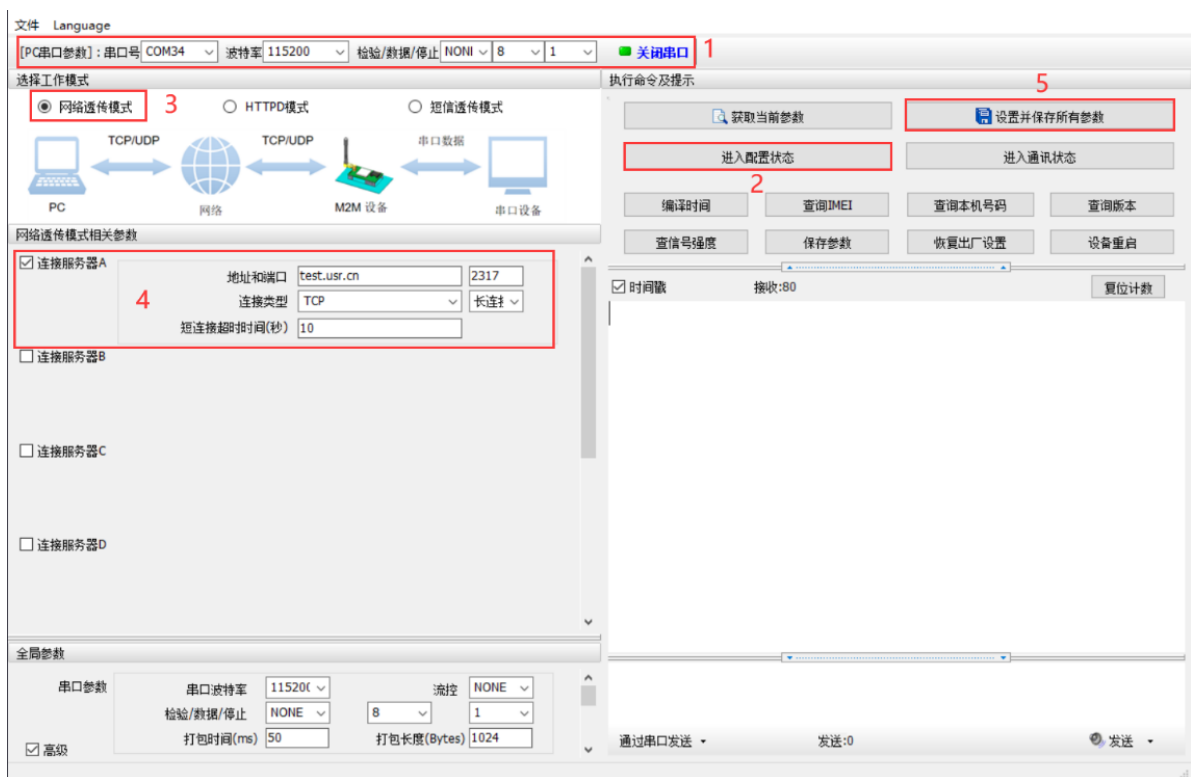 文件 Language
[PC串口参数]：串口号 COM34 波特率 115200 检验/数据/停止 NONI 8 1 关闭串口 1
选择工作模式
网络透传模式 3 HTTPD模式 短信透传模式
TCP/UDP TCP/UDP 串口数据
PC 网络 M2M 设备 串口设备
网络透传模式相关参数
连接服务器A
地址和端口 test.usr.cn 2317
4 连接类型 TCP 长连接
短连接超时时间(秒) 10
连接服务器B
连接服务器C
连接服务器D
全局参数
串口参数 串口波特率 11520( 流控 NONE
检验/数据/停止 NONE 8 1
打包时间(ms) 50 打包长度(Bytes) 1024
高级
执行命令及提示
5
获取当前参数 设置并保存所有参数
进入配置状态 进入通讯状态
2
编译时间 查询IMEI 查询本机号码 查询版本
查信号强度 保存参数 恢复出厂设置 设备重启
时间戳 接收:80 复位计数
通过串口发送 发送:0 发送